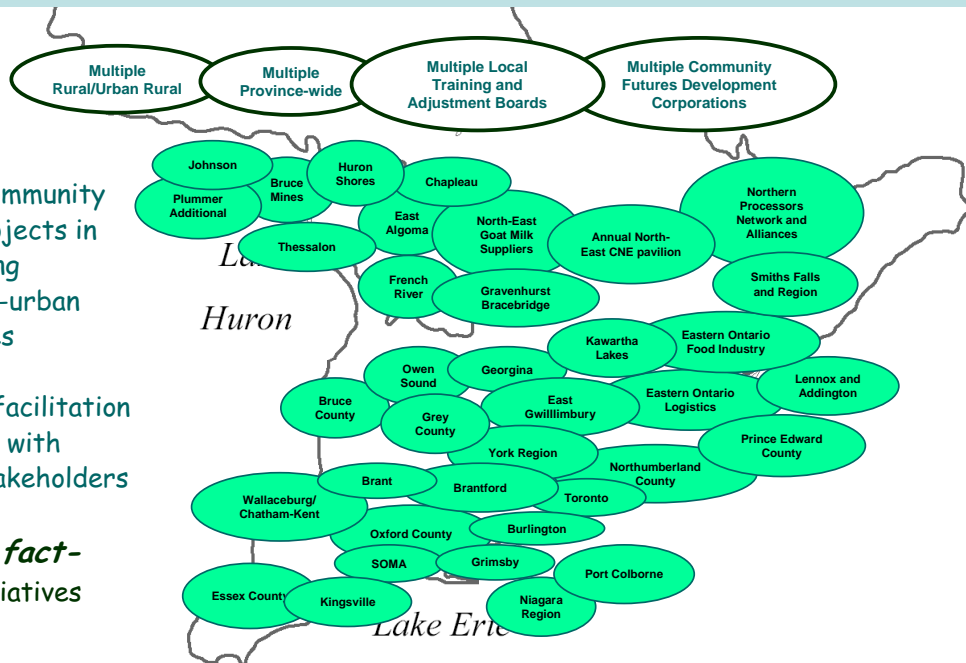 Multiple
Rural/Urban Rural
Multiple
Province-wide
Multiple Local
Training and
Adjustment Boards
Multiple Community
Futures Development
Corporations
mmunity
jects in
ng
-urban
s
facilitation
with
akeholders
fact-
iatives
Johnson
Plummer
Additional
Bruce
Mines
Huron
Shores
Thessalon
East
Algoma
Chapleau
North-East
Goat Milk
Suppliers
Annual North-
East CNE pavilion
Northern
Processors
Network and
Alliances
Smiths Falls
and Region
French
River
Gravenhurst
Bracebridge
Huron
Kawartha
Lakes
Eastern Ontario
Food Industry
Owen
Sound
Georgina
Bruce
County
Grey
County
East
Gwilllimbury
Eastern Ontario
Logistics
Lennox and
Addington
York Region
Northumberland
County
Prince Edward
County
Wallaceburg/
Chatham-Kent
Brant
Brantford
Toronto
Oxford County
Burlington
SOMA
Grimsby
Port Colborne
Essex County
Kingsville
Niagara
Region
Lake Erie